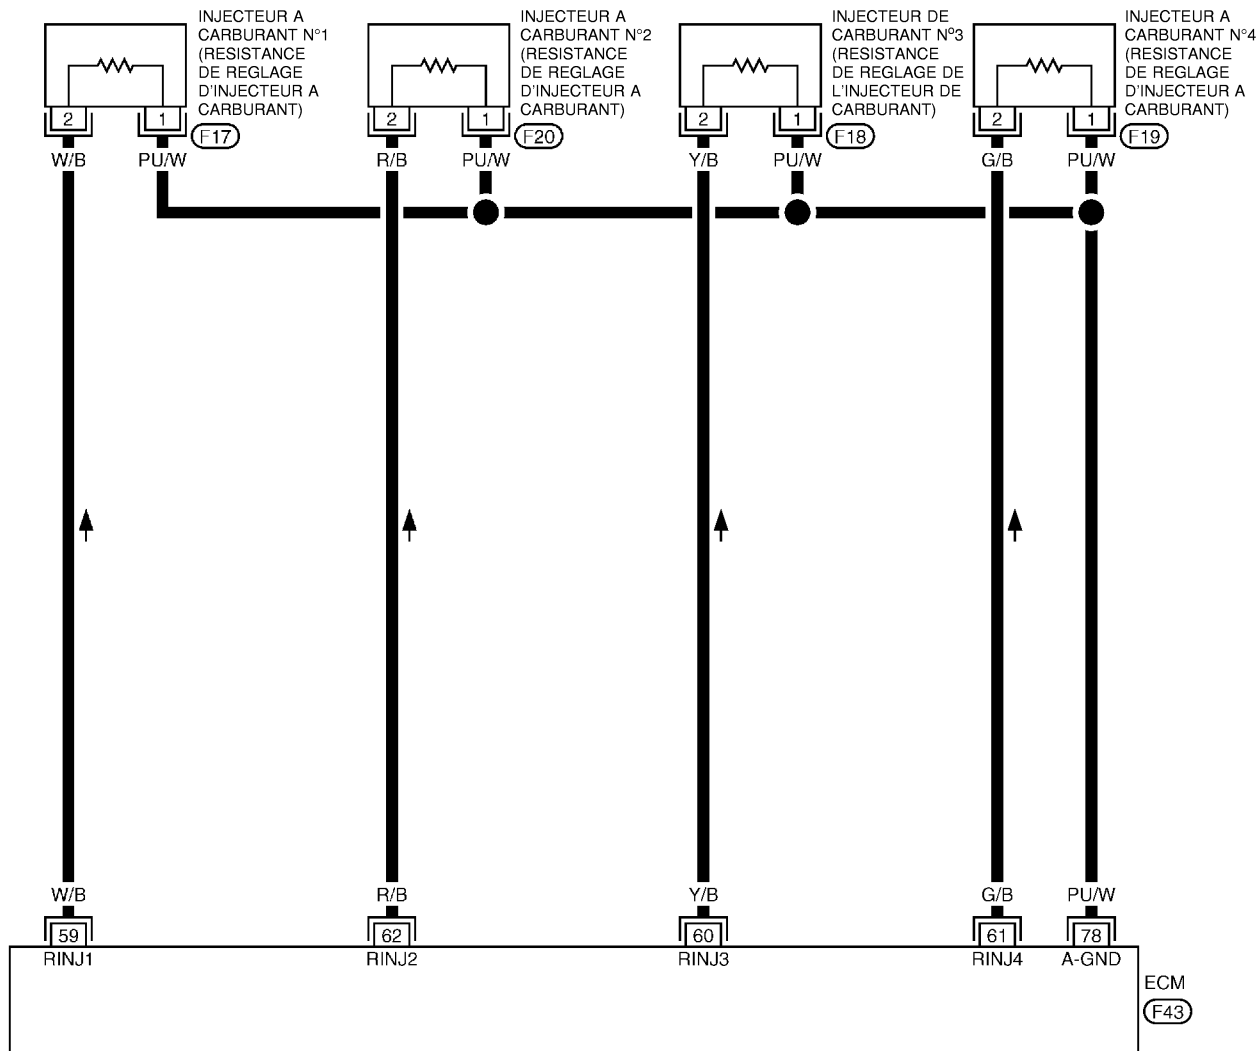 INJECTEUR A
CARBURANT N°1
(RESISTANCE
DE REGLAGE
D'INJECTEUR A
CARBURANT)
INJECTEUR A
CARBURANT N°2
(RESISTANCE
DE REGLAGE
D'INJECTEUR A
CARBURANT)
INJECTEUR DE
CARBURANT N°3
(RESISTANCE
DE REGLAGE DE
L'INJECTEUR DE
CARBURANT)
INJECTEUR A
CARBURANT N°4
(RESISTANCE
DE REGLAGE
D'INJECTEUR A
CARBURANT)
2 1 F17 2 1 F20 2 1 F18 2 1 F19
W/B PU/W R/B PU/W Y/B PU/W G/B PU/W
W/B R/B Y/B G/B PU/W
59 62 60 61 78
RINJ1 RINJ2 RINJ3 RINJ4 A-GND
ECM
F43